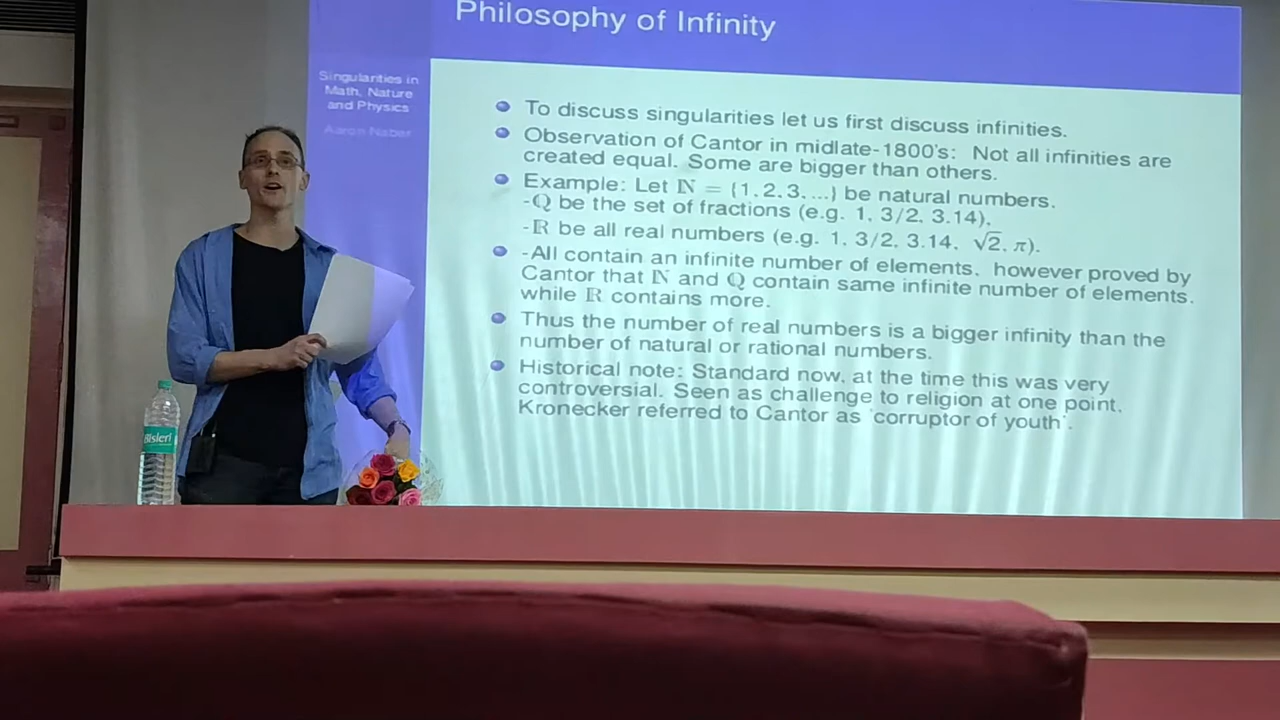 Philosophy of Infinity
Singularities in
Math, Nature
and Physics
Aaron Naber
To discuss singularities let us first discuss infinities.
Observation of Cantor in midlate-1800's: Not all infinities are
created equal. Some are bigger than others.
Example: Let ℕ = {1, 2, 3, ...} be natural numbers.
-ℚ be the set of fractions (e.g. 1, 3/2, 3.14),
-ℝ be all real numbers (e.g. 1, 3/2, 3.14, √2, π).
-All contain an infinite number of elements, however proved by
Cantor that ℕ and ℚ contain same infinite number of elements,
while ℝ contains more.
Thus the number of real numbers is a bigger infinity than the
number of natural or rational numbers.
Historical note: Standard now, at the time this was very
controversial. Seen as challenge to religion at one point,
Kronecker referred to Cantor as 'corruptor of youth'.
Bisleri